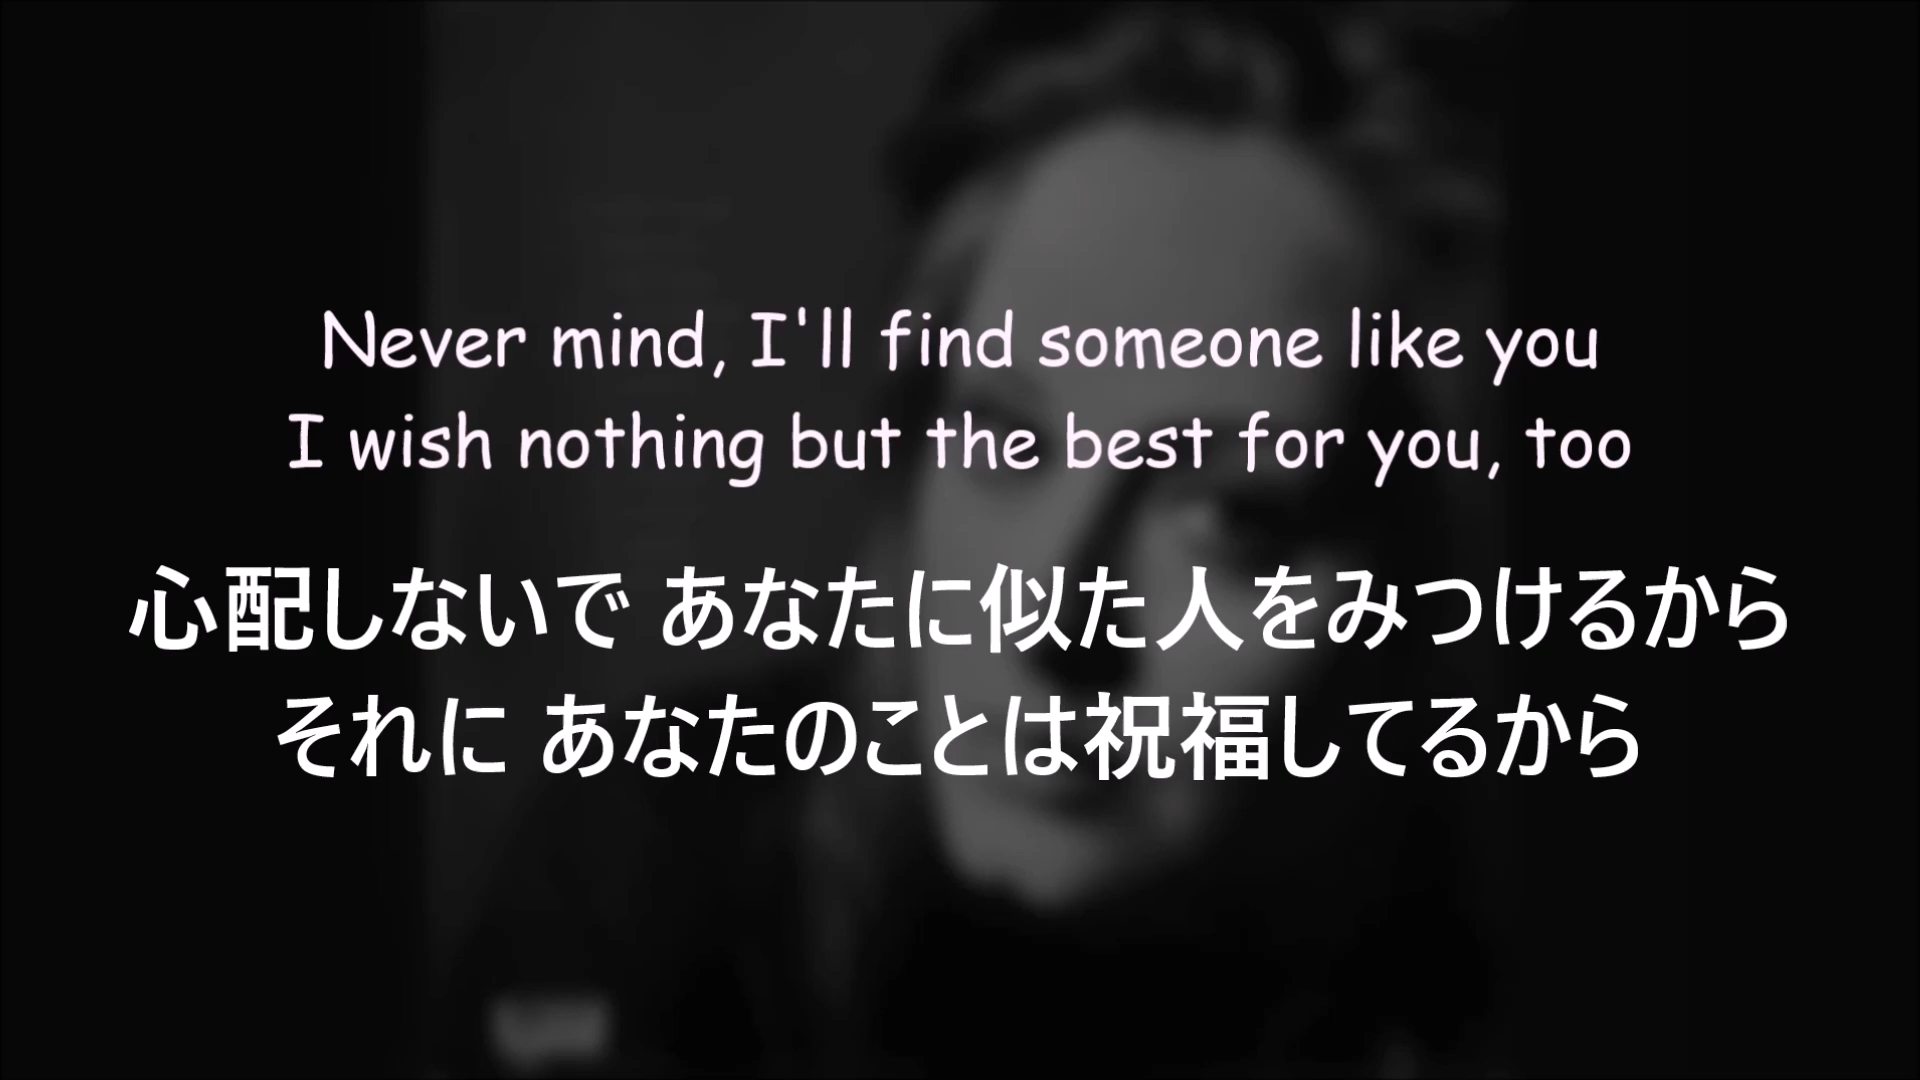 Never mind, I'll find someone like you
I wish nothing but the best for you, too
心配しないで あなたに似た人をみつけるから
それに あなたのことは祝福してるから